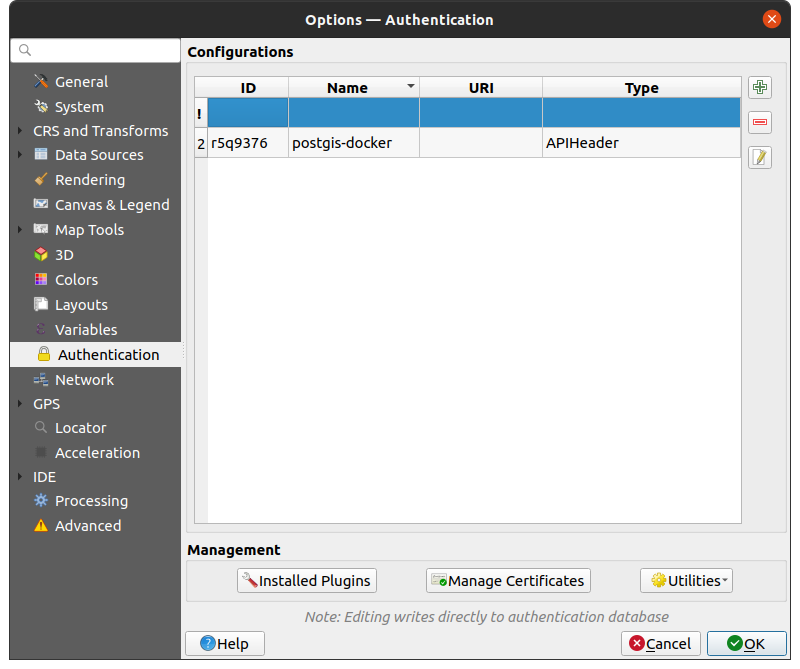 Options — Authentication
Configurations
General
System
CRS and Transforms
Data Sources
Rendering
Canvas & Legend
Map Tools
3D
Colors
Layouts
Variables
Authentication
Network
GPS
Locator
Acceleration
IDE
Processing
Advanced
ID Name URI Type
!
2 r5q9376 postgis-docker APIHeader
Management
Installed Plugins Manage Certificates Utilities
Note: Editing writes directly to authentication database
Help Cancel OK